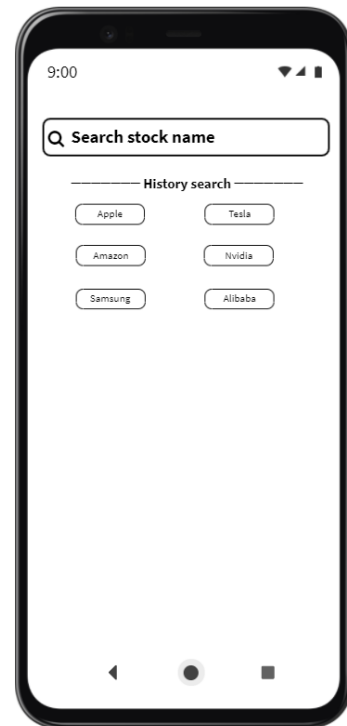 9:00
Search stock name
History search
Apple Tesla
Amazon Nvidia
Samsung Alibaba